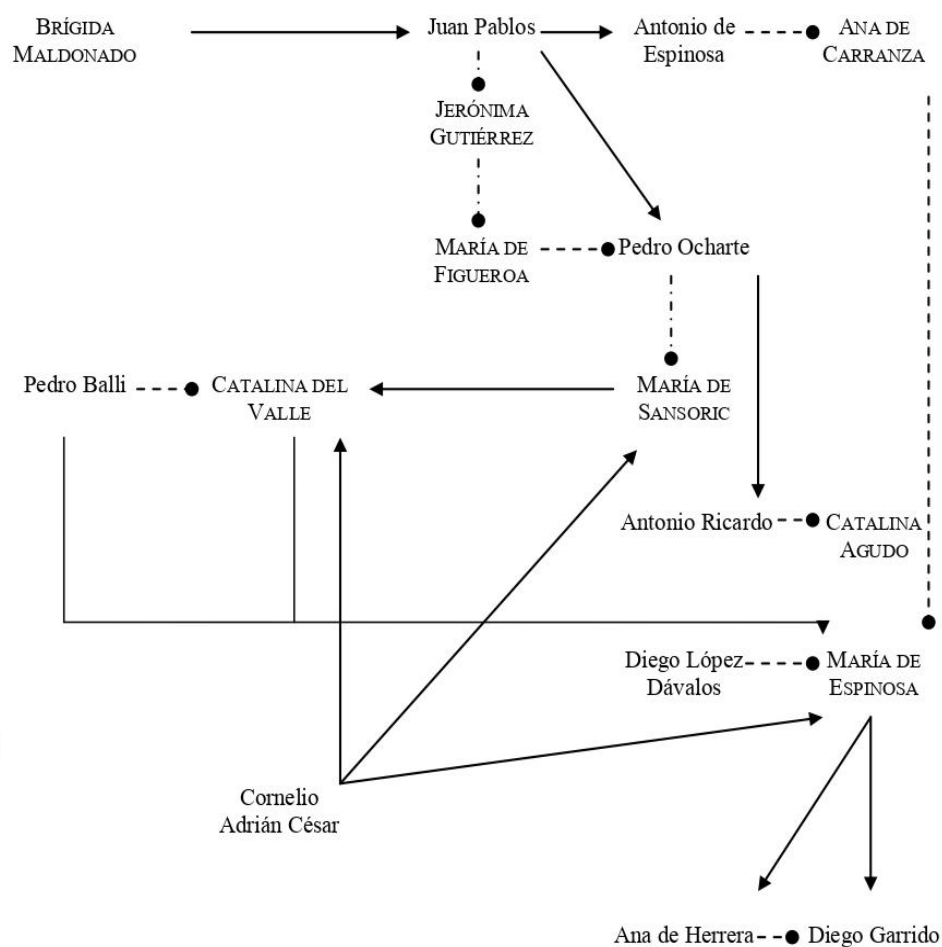 BRÍGIDA
MALDONADO
Juan Pablos
Antonio de
Espinosa
ANA DE
CARRANZA
JERÓNIMA
GUTIÉRREZ
MARÍA DE
FIGUEROA
Pedro Ocharte
Pedro Balli
CATALINA DEL
VALLE
MARÍA DE
SANSORIC
Antonio Ricardo
CATALINA
AGUDO
Diego López
Dávalos
MARÍA DE
ESPINOSA
Cornelio
Adrián César
Ana de Herrera
Diego Garrido